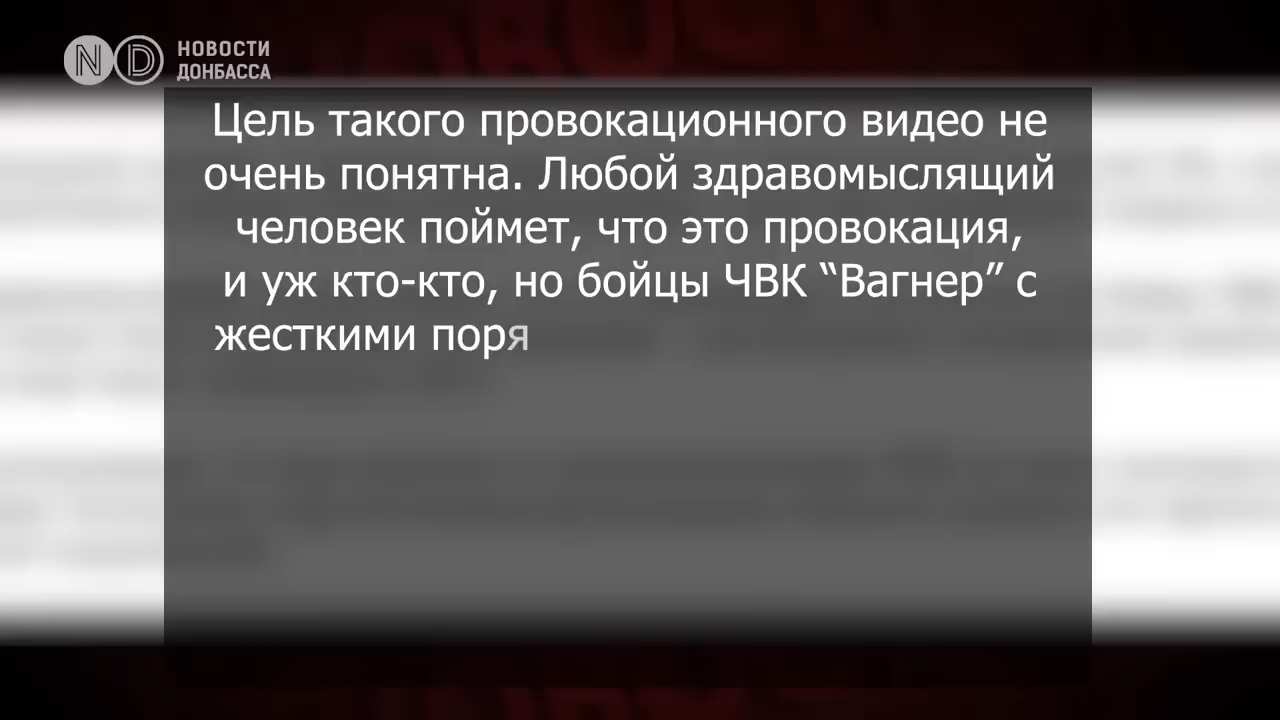 ND НОВОСТИ
ДОНБАССА
Цель такого провокационного видео не
очень понятна. Любой здравомыслящий
человек поймет, что это провокация,
и уж кто-кто, но бойцы ЧВК “Вагнер” с
жесткими поря